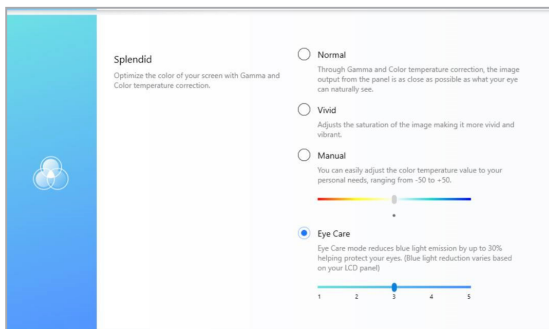 Splendid
Optimize the color of your screen with Gamma and
Color temperature correction.
Normal
Through Gamma and Color temperature correction, the image
output from the panel is as close as possible as what your eye
can naturally see.
Vivid
Adjusts the saturation of the image making it more vivid and
vibrant.
Manual
You can easily adjust the color temperature value to your
personal needs, ranging from -50 to +50.
Eye Care
Eye Care mode reduces blue light emission by up to 30%
helping protect your eyes. (Blue light reduction varies based
on your LCD panel)
1 2 3 4 5